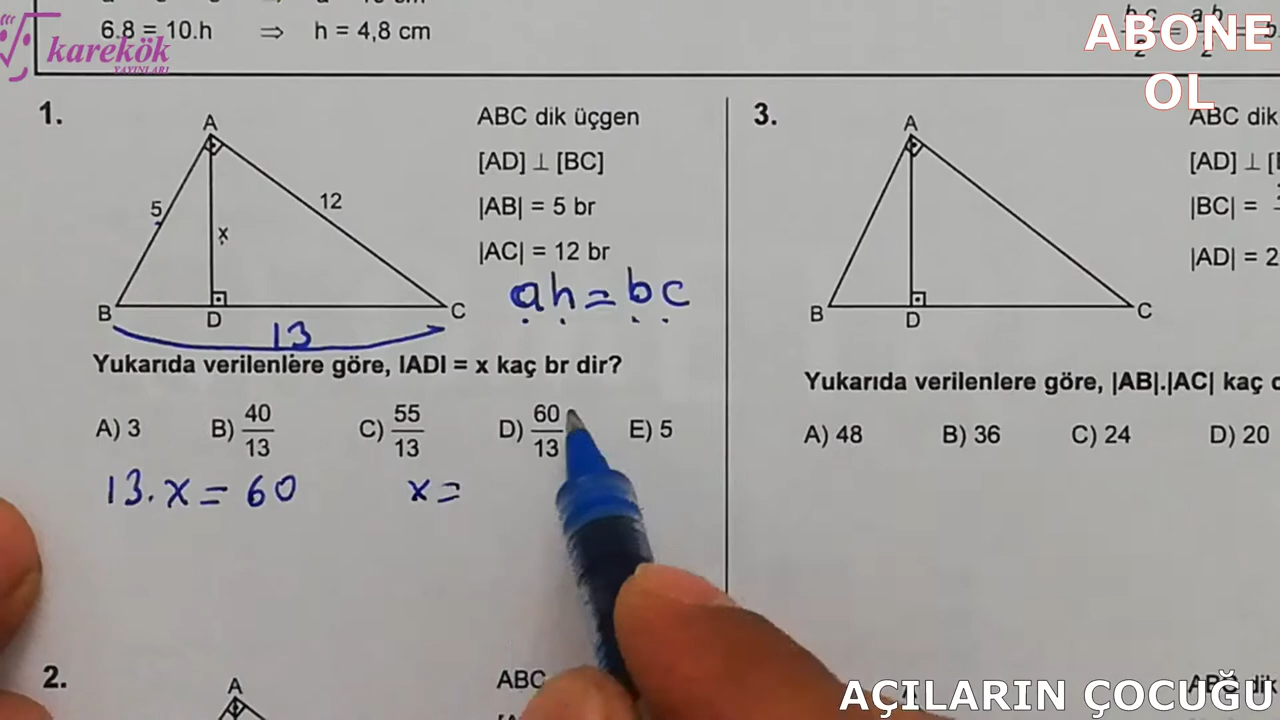 6.8 = 10.h ⇒ h = 4,8 cm
karekök
YAYINLARI
ABONE
OL
1.
A
5
12
x
B
D
C
13
ABC dik üçgen
[AD] ⊥ [BC]
|AB| = 5 br
|AC| = 12 br
ah = bc
Yukarıda verilenlere göre, |AD| = x kaç br dir?
A) 3 B) 40/13 C) 55/13 D) 60/13 E) 5
13.x = 60 x =
2.
A
ABC
3.
A
B
D
C
ABC dik
[AD] ⊥
|BC| =
|AD| = 2
Yukarıda verilenlere göre, |AB|.|AC| kaç
A) 48 B) 36 C) 24 D) 20
AÇILARIN ÇOCUĞU